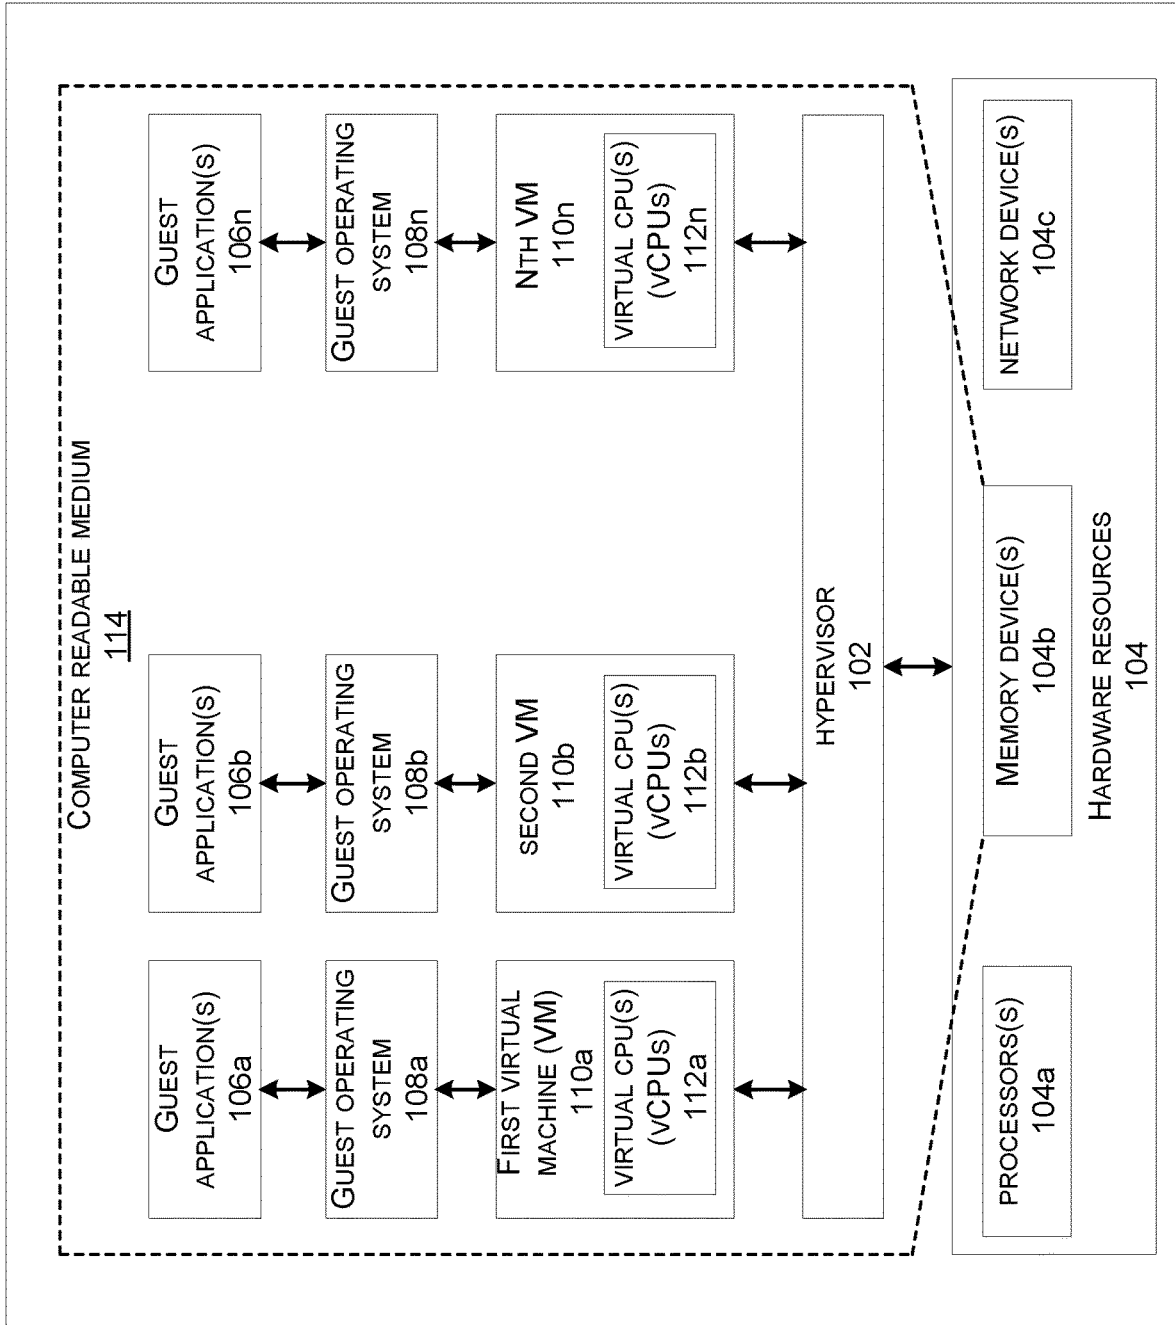 COMPUTER READABLE MEDIUM
114
GUEST
APPLICATION(S)
106a
GUEST
APPLICATION(S)
106b
GUEST
APPLICATION(S)
106n
GUEST OPERATING
SYSTEM
108a
GUEST OPERATING
SYSTEM
108b
GUEST OPERATING
SYSTEM
108n
FIRST VIRTUAL
MACHINE (VM)
110a
VIRTUAL CPU(S)
(VCPUS)
112a
SECOND VM
110b
VIRTUAL CPU(S)
(VCPUS)
112b
NTH VM
110n
VIRTUAL CPU(S)
(VCPUS)
112n
HYPERVISOR
102
PROCESSORS(S)
104a
MEMORY DEVICE(S)
104b
NETWORK DEVICE(S)
104c
HARDWARE RESOURCES
104